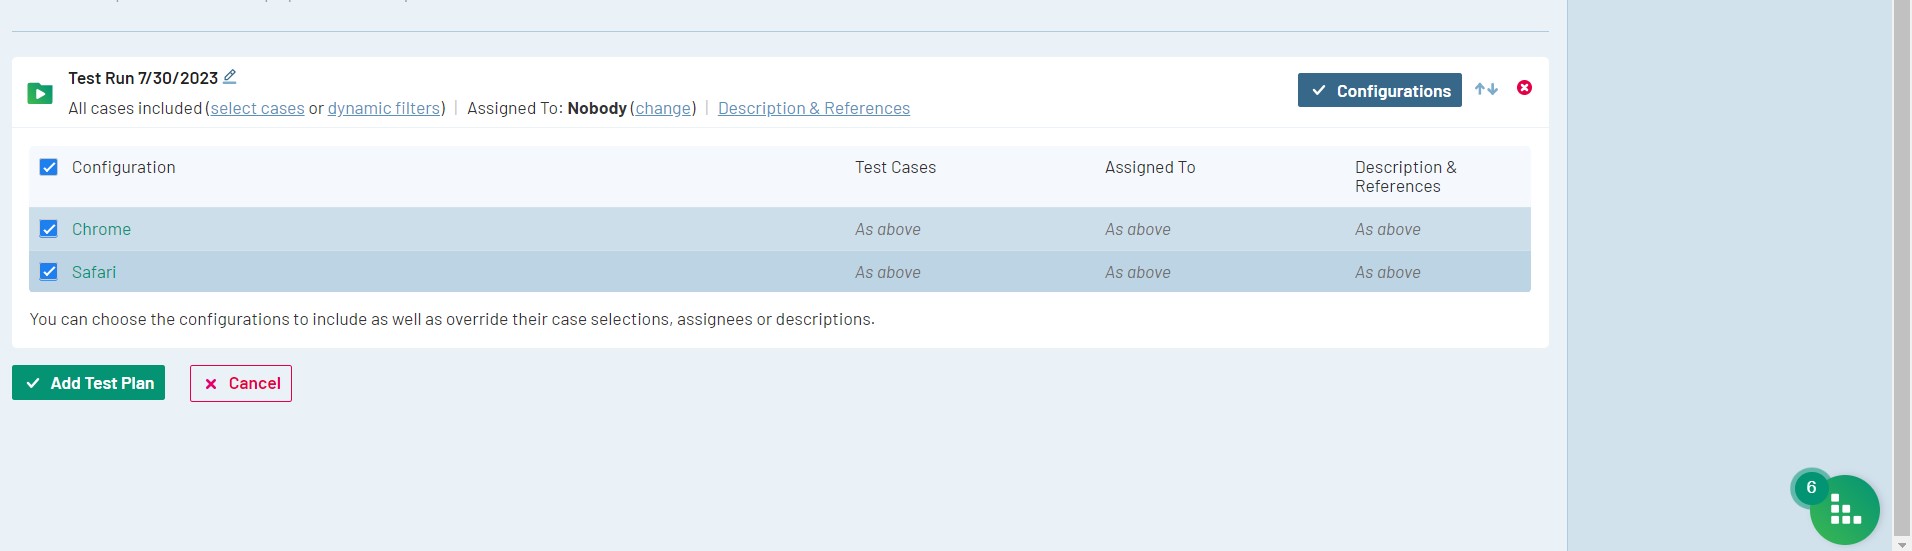 Test Run 7/30/2023
All cases included (select cases or dynamic filters) | Assigned To: Nobody (change) | Description & References
Configurations
Configuration Test Cases Assigned To Description & References
Chrome As above As above As above
Safari As above As above As above
You can choose the configurations to include as well as override their case selections, assignees or descriptions.
Add Test Plan Cancel
6